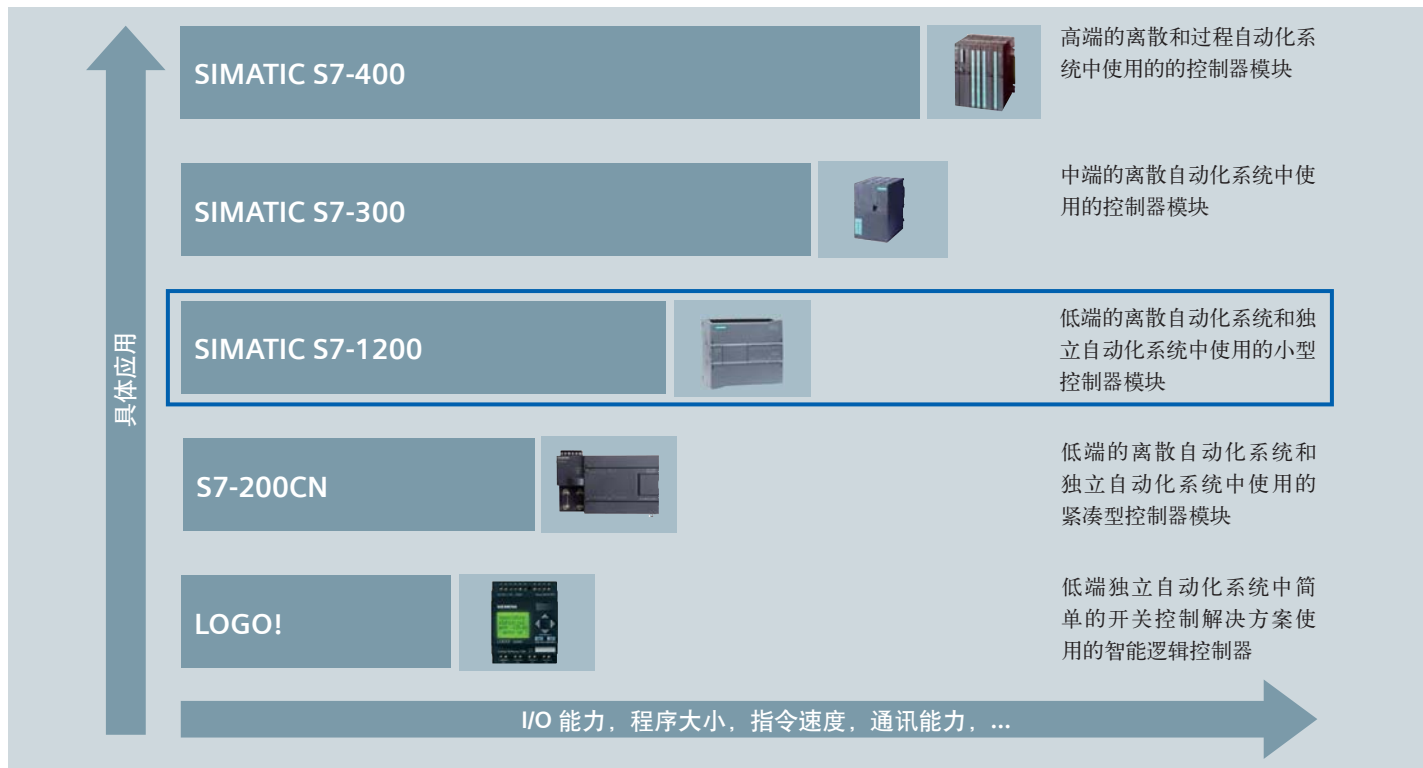 SIMATIC S7-400
高端的离散和过程自动化系
统中使用的的控制器模块
SIMATIC S7-300
中端的离散自动化系统中使
用的控制器模块
具体应用
SIMATIC S7-1200
低端的离散自动化系统和独
立自动化系统中使用的小型
控制器模块
S7-200CN
低端的离散自动化系统和
独立自动化系统中使用的
紧凑型控制器模块
LOGO!
低端独立自动化系统中简
单的开关控制解决方案使
用的智能逻辑控制器
I/O 能力，程序大小，指令速度，通讯能力，...